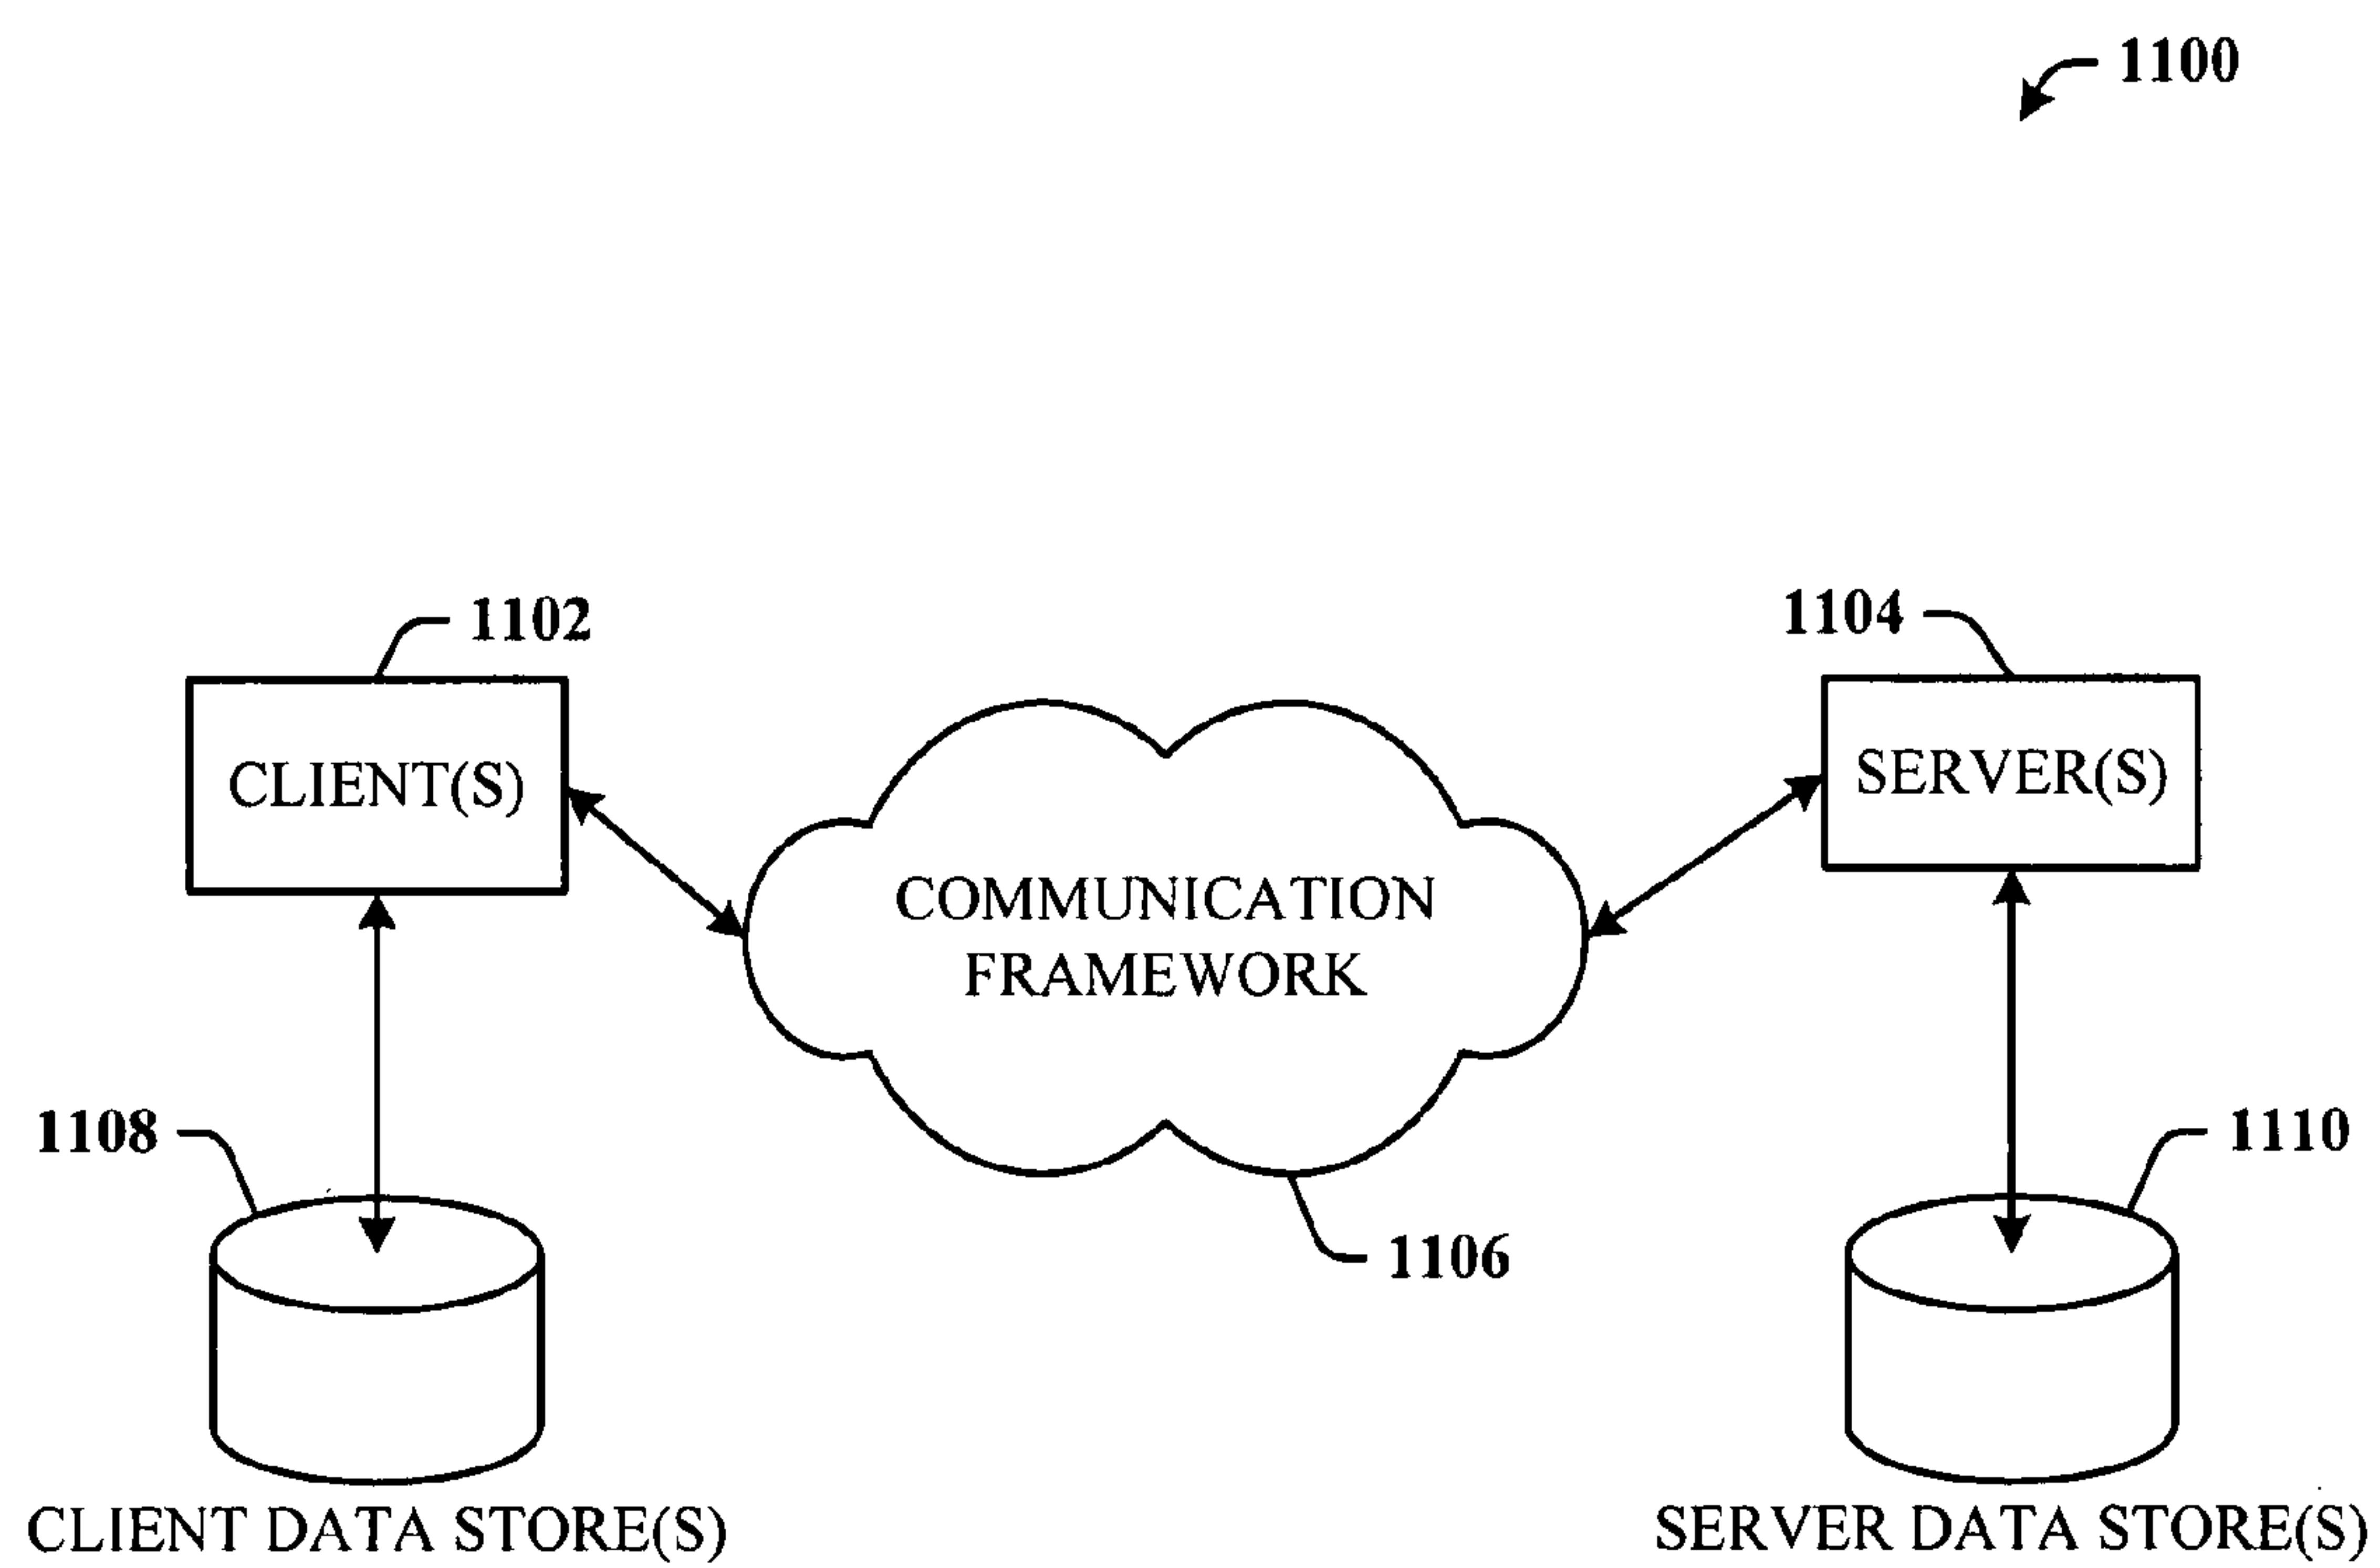 1100
1102
1104
CLIENT(S)
SERVER(S)
COMMUNICATION
FRAMEWORK
1108
1110
1106
CLIENT DATA STORE(S)
SERVER DATA STORE(S)